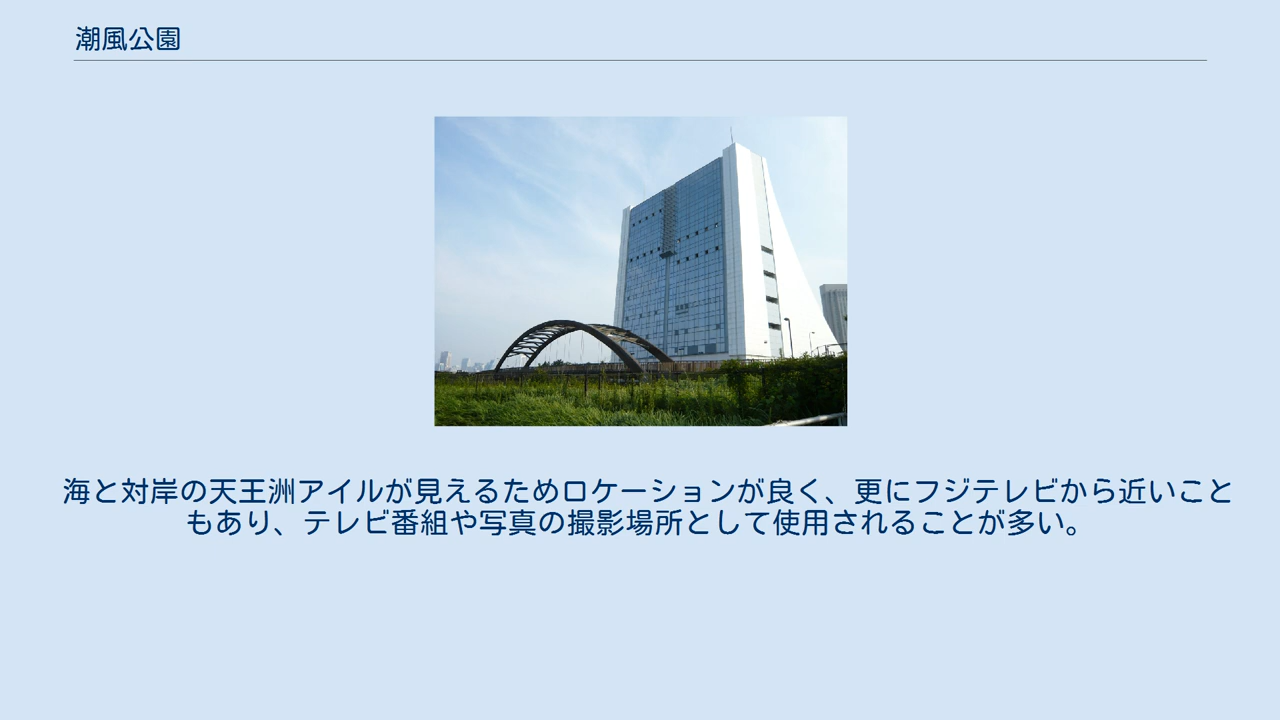 潮風公園
海と対岸の天王洲アイルが見えるためロケーションが良く、更にフジテレビから近いこと
もあり、テレビ番組や写真の撮影場所として使用されることが多い。